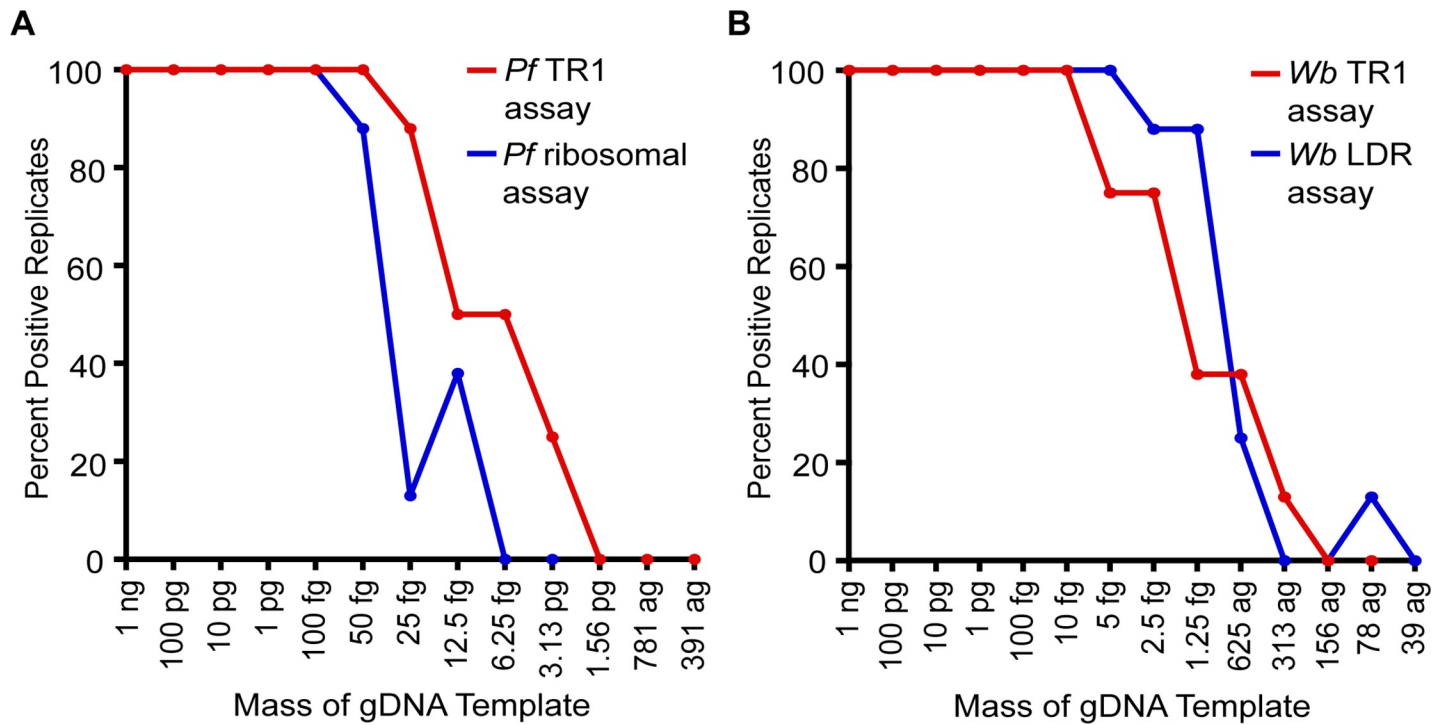 A
Percent Positive Replicates
100
80
60
40
20
0
Pf TR1
assay
Pf ribosomal
assay
1 ng
100 pg
10 pg
1 pg
100 fg
50 fg
25 fg
12.5 fg
6.25 fg
3.13 pg
1.56 pg
781 ag
391 ag
Mass of gDNA Template
B
Percent Positive Replicates
100
80
60
40
20
0
Wb TR1
assay
Wb LDR
assay
1 ng
100 pg
10 pg
1 pg
100 fg
10 fg
5 fg
2.5 fg
1.25 fg
625 ag
313 ag
156 ag
78 ag
39 ag
Mass of gDNA Template